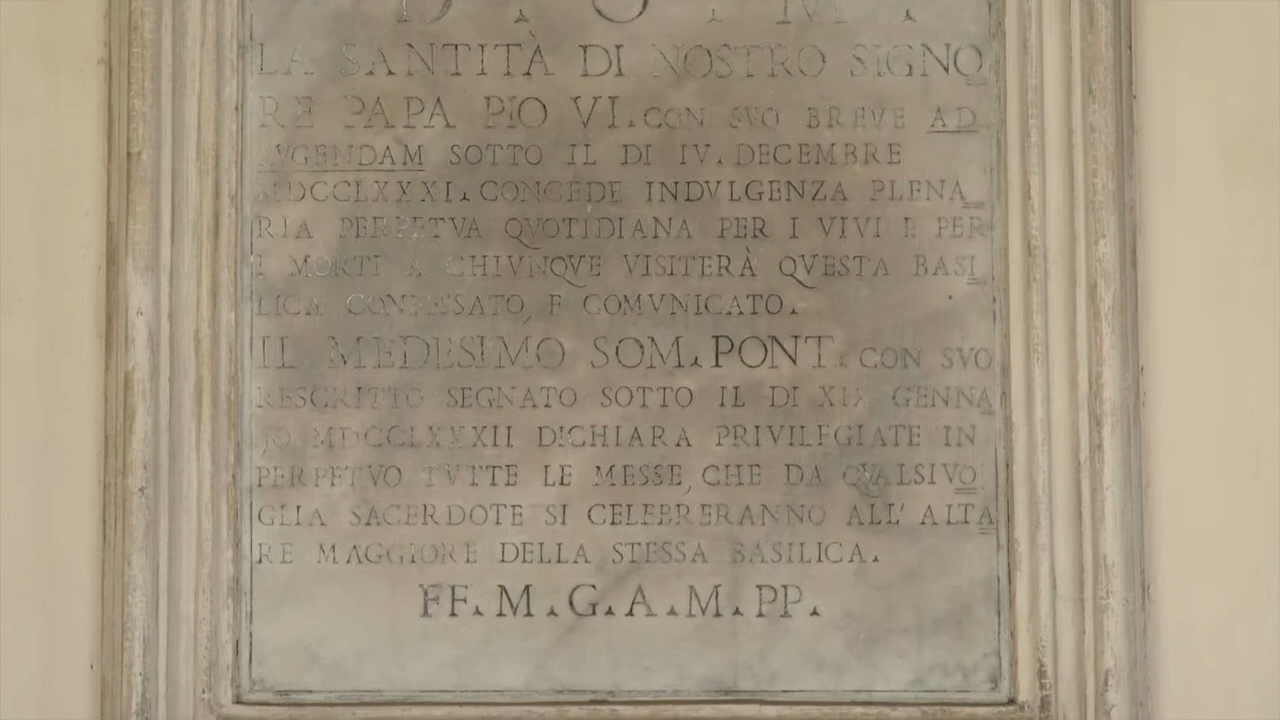 D . O . M .
LA SANTITÀ DI NOSTRO SIGNO
RE PAPA PIO VI. CON SVO BREVE AD
AVGENDAM SOTTO IL DI IV. DECEMBRE
MDCCLXXXI. CONCEDE INDVLGENZA PLENA
RIA PERPETVA QVOTIDIANA PER I VIVI E PER
I MORTI A CHIVNQVE VISITERÀ QVESTA BASI
LICA CONFESSATO, E COMVNICATO.
IL MEDESIMO SOM. PONT. CON SVO
RESCRITTO SEGNATO SOTTO IL DI XIX GENNA
JO MDCCLXXXII DICHIARA PRIVILEGIATE IN
PERPETVO TVTTE LE MESSE, CHE DA QVALSIVO
GLIA SACERDOTE SI CELEBRERANNO ALL' ALTA
RE MAGGIORE DELLA STESSA BASILICA.
FF. M. G. A. M. PP.